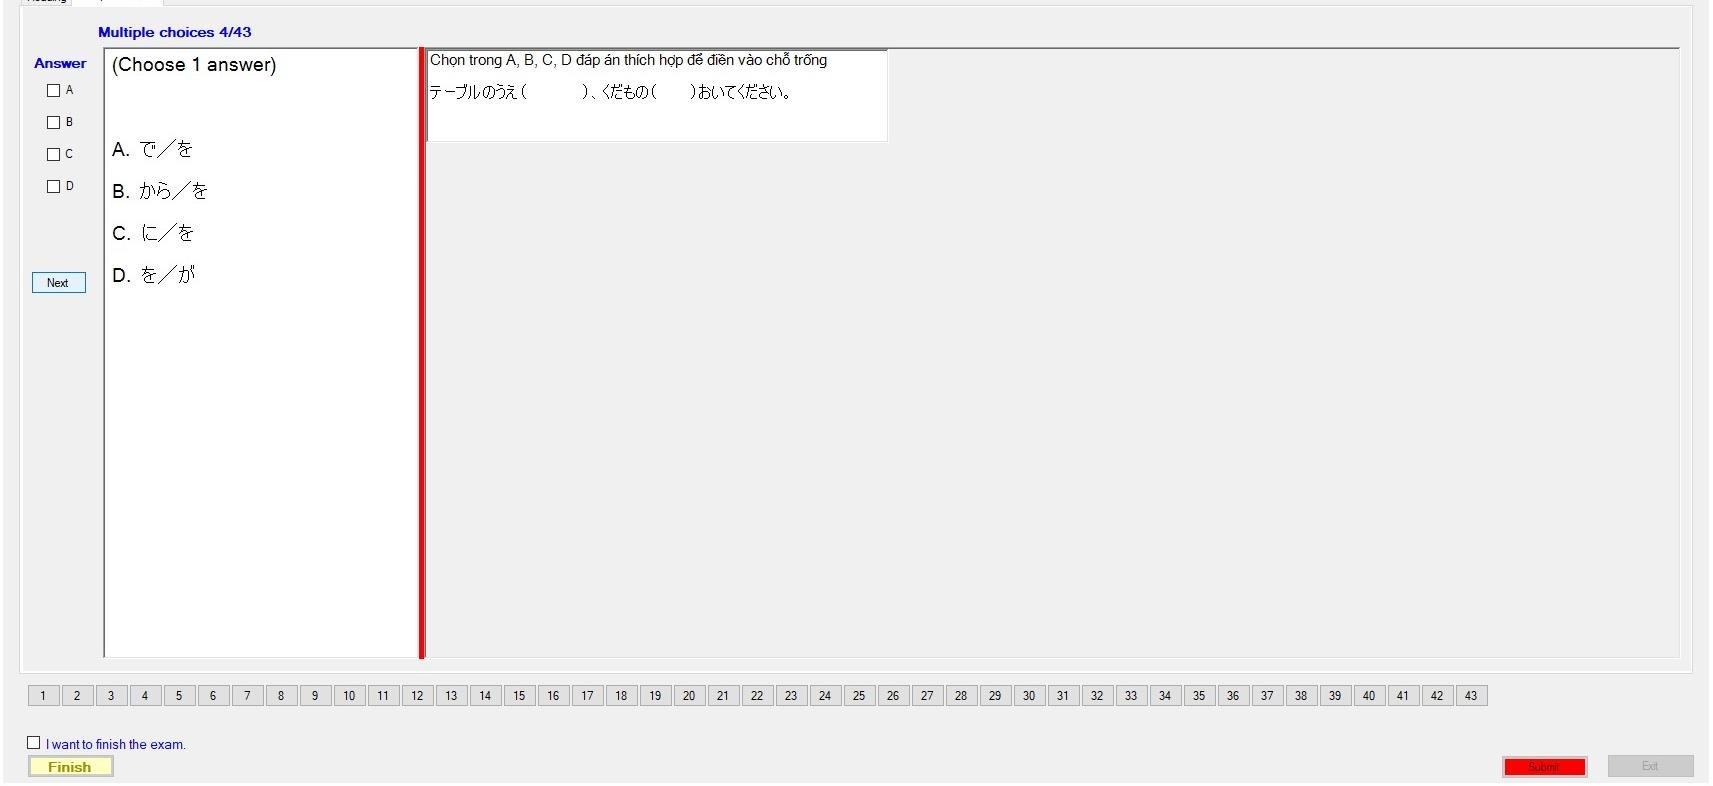 Multiple choices 4/43
Answer
A
B
C
D
Next
(Choose 1 answer)
A. で／を
B. から／を
C. に／を
D. を／が
Chọn trong A, B, C, D đáp án thích hợp để điền vào chỗ trống
テーブルのうえ(　　　)、くだもの(　　)おいてください。
1 2 3 4 5 6 7 8 9 10 11 12 13 14 15 16 17 18 19 20 21 22 23 24 25 26 27 28 29 30 31 32 33 34 35 36 37 38 39 40 41 42 43
I want to finish the exam.
Finish
Submit
Exit